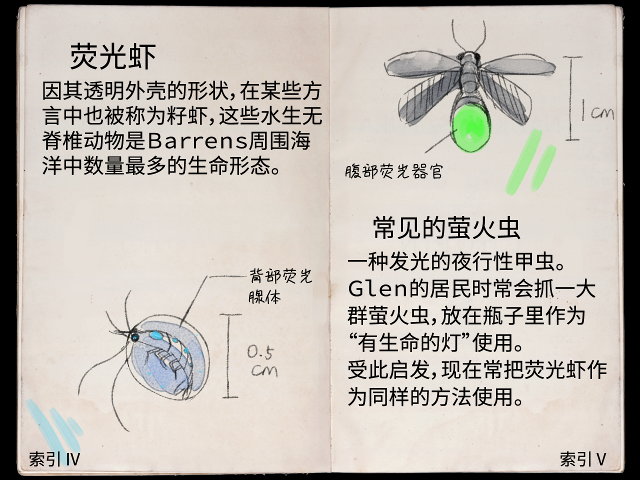 荧光虾
因其透明外壳的形状，在某些方
言中也被称为籽虾，这些水生无
脊椎动物是Barrens周围海
洋中数量最多的生命形态。
背部荧光
腺体
0.5
cm
索引 IV
1cm
腹部荧光器官
常见的萤火虫
一种发光的夜行性甲虫。
Glen的居民时常会抓一大
群萤火虫，放在瓶子里作为
“有生命的灯”使用。
受此启发，现在常把荧光虾作
为同样的方法使用。
索引 V